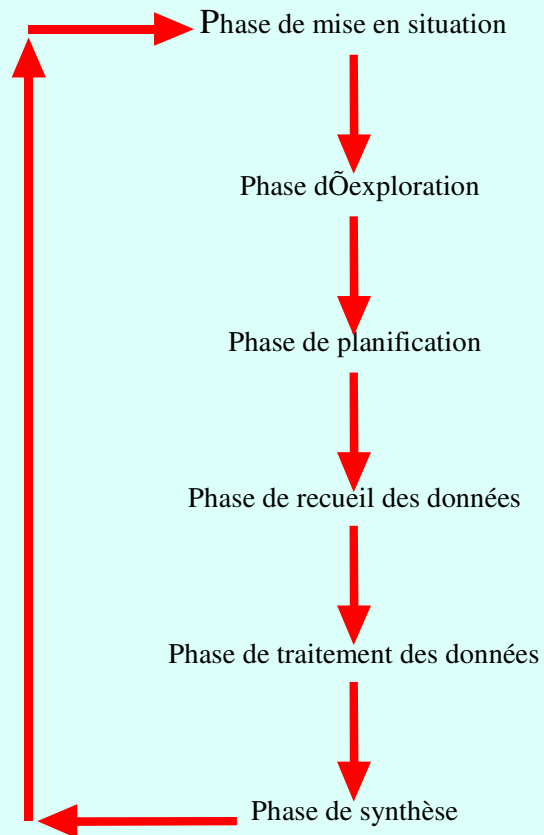 Phase de mise en situation
Phase dÕexploration
Phase de planification
Phase de recueil des données
Phase de traitement des données
Phase de synthèse